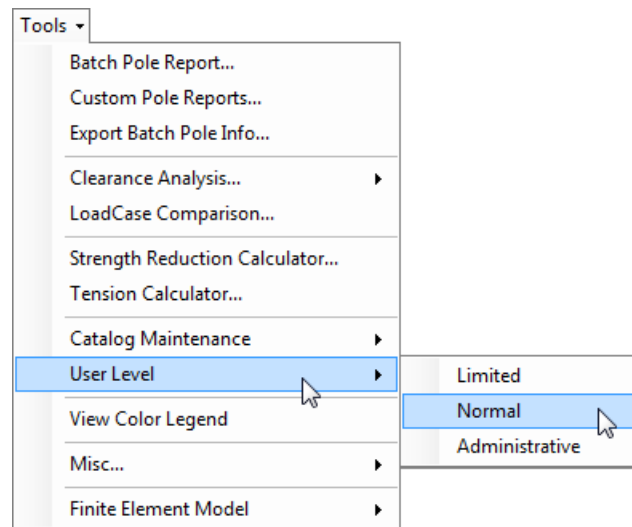 Tools
Batch Pole Report...
Custom Pole Reports...
Export Batch Pole Info...
Clearance Analysis...
LoadCase Comparison...
Strength Reduction Calculator...
Tension Calculator...
Catalog Maintenance
User Level
View Color Legend
Misc...
Finite Element Model
Limited
Normal
Administrative